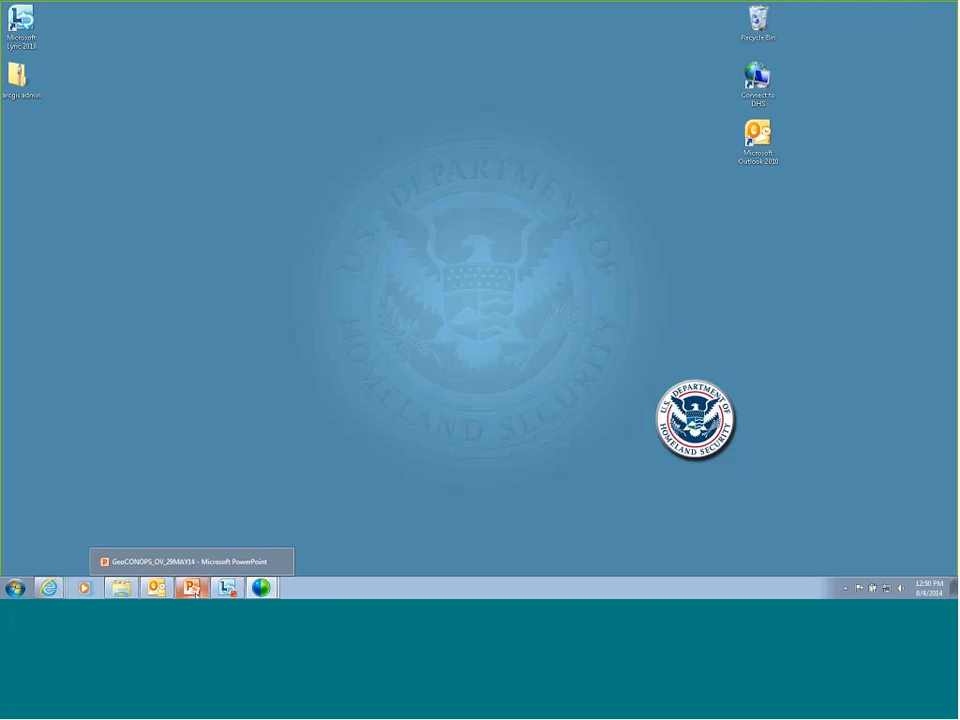 Microsoft
Lync 2010
arcgis admin
Recycle Bin
Connect to
DHS
Microsoft
Outlook 2010
U.S. DEPARTMENT OF
HOMELAND SECURITY
U.S. DEPARTMENT OF
HOMELAND SECURITY
GeoCONOPS_OV_29MAY14 - Microsoft PowerPoint
12:50 PM
6/4/2014